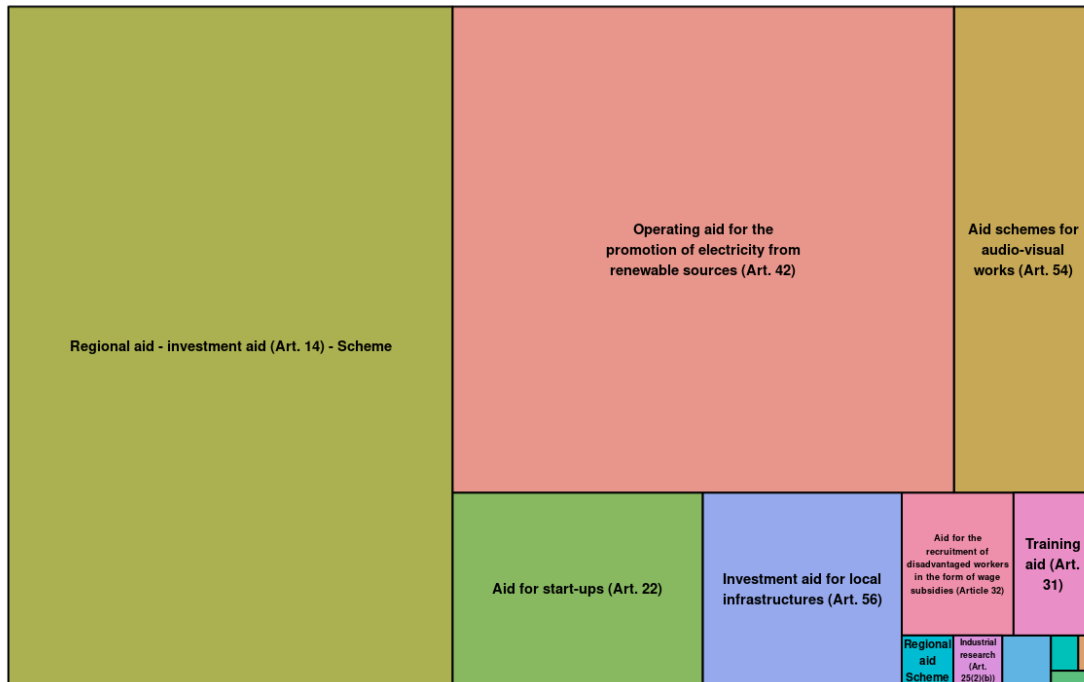 Regional aid - investment aid (Art. 14) - Scheme
Operating aid for the
promotion of electricity from
renewable sources (Art. 42)
Aid schemes for
audio-visual
works (Art. 54)
Aid for start-ups (Art. 22)
Investment aid for local
infrastructures (Art. 56)
Aid for the
recruitment of
disadvantaged workers
in the form of wage
subsidies (Article 32)
Training
aid (Art.
31)
Regional
aid
Scheme
Industrial
research
(Art.
25(2)(b))